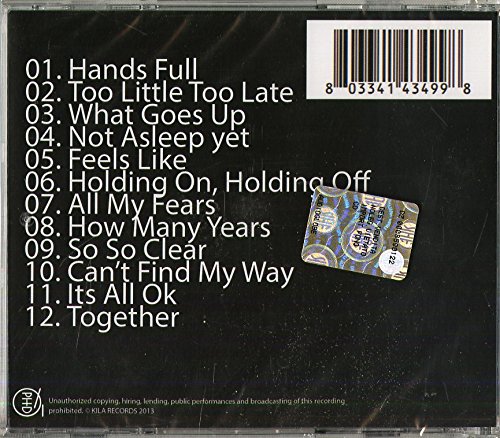 01. Hands Full
02. Too Little Too Late
03. What Goes Up
04. Not Asleep yet
05. Feels Like
06. Holding On, Holding Off
07. All My Fears
08. How Many Years
09. So So Clear
10. Can't Find My Way
11. Its All Ok
12. Together
8 03341 43499 8
PHD
Unauthorized copying, hiring, lending, public performances and broadcasting of this recording
prohibited. © KILA RECORDS 2013